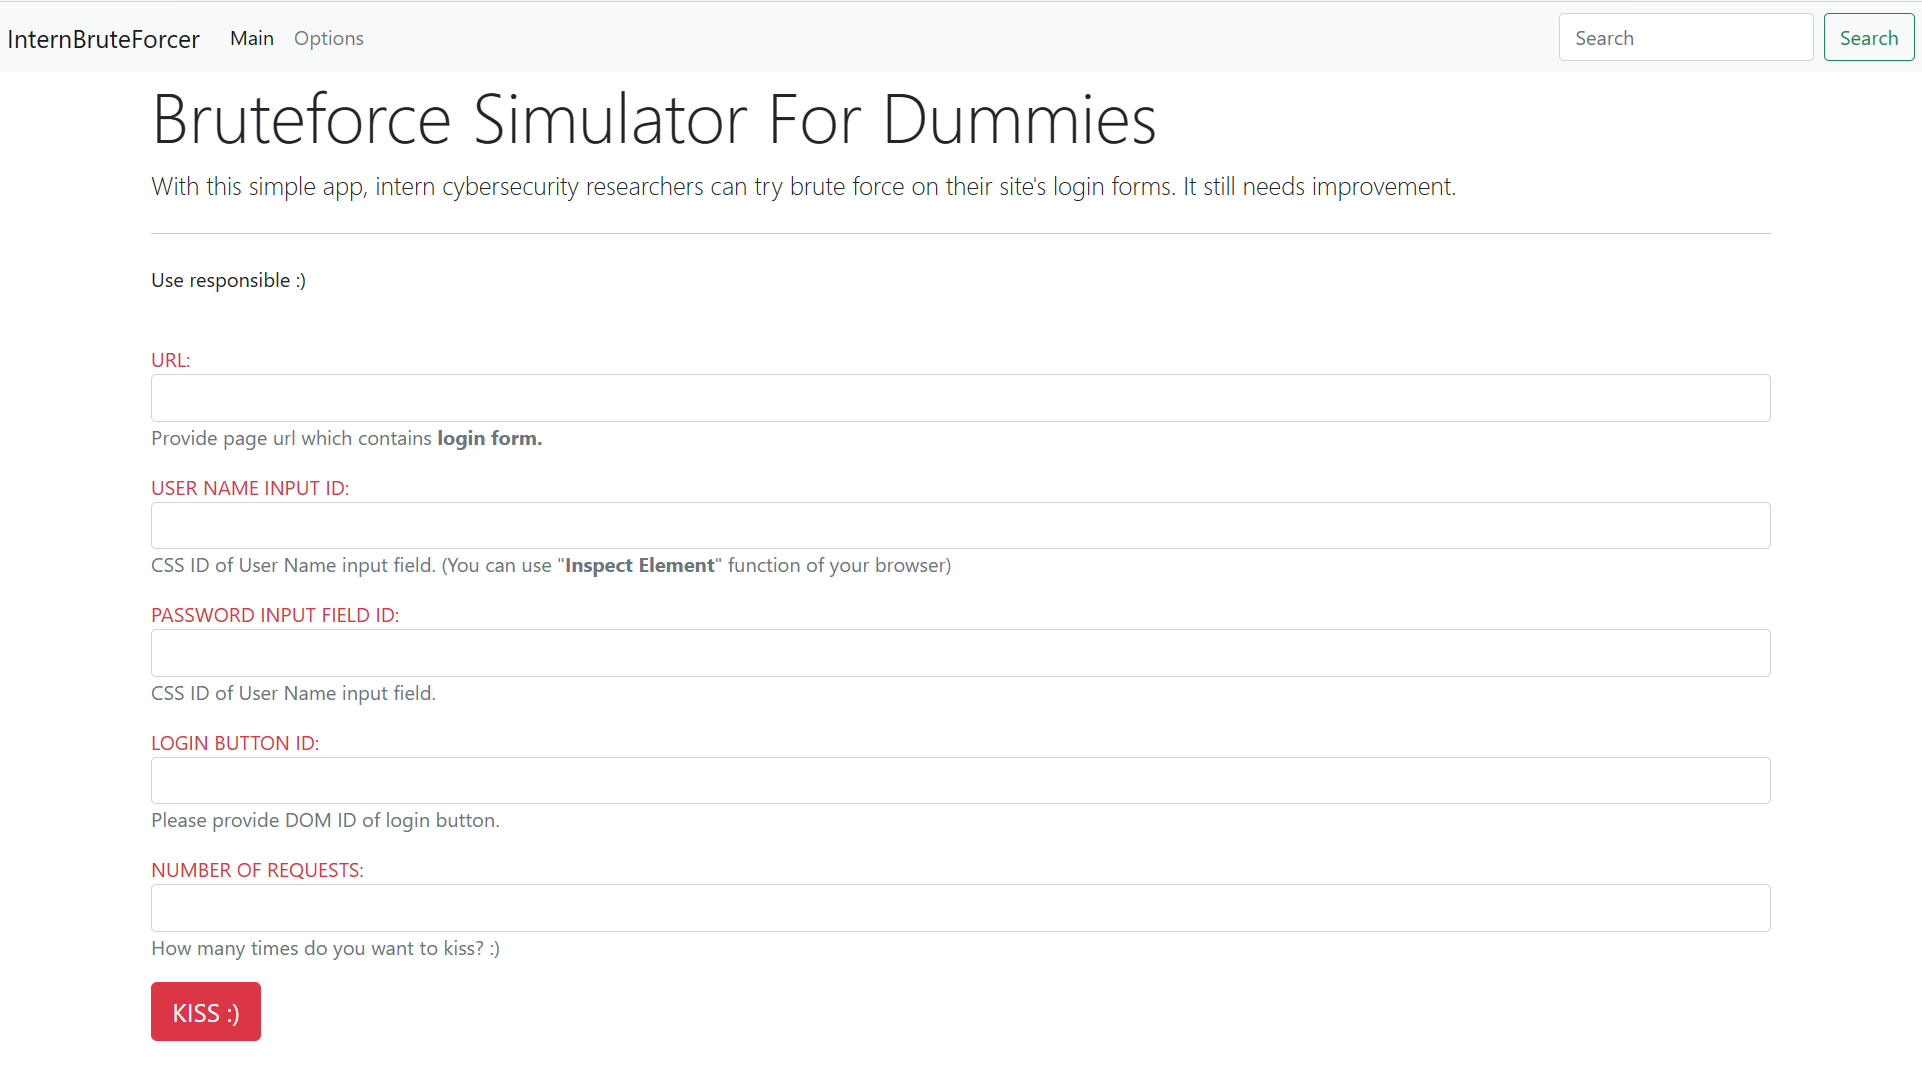 InternBruteForcer Main Options Search Search
Bruteforce Simulator For Dummies
With this simple app, intern cybersecurity researchers can try brute force on their site's login forms. It still needs improvement.
Use responsible :)
URL:
Provide page url which contains login form.
USER NAME INPUT ID:
CSS ID of User Name input field. (You can use "Inspect Element" function of your browser)
PASSWORD INPUT FIELD ID:
CSS ID of User Name input field.
LOGIN BUTTON ID:
Please provide DOM ID of login button.
NUMBER OF REQUESTS:
How many times do you want to kiss? :)
KISS :)